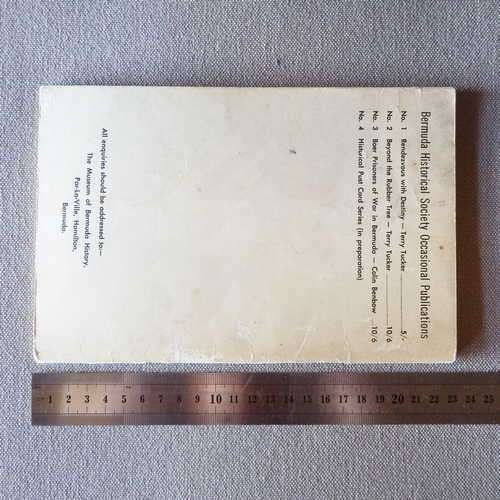 Bermuda Historical Society Occasional Publications
No. 1 Rendezvous with Destiny — Terry Tucker ............ 5/-
No. 2 Beyond the Rubber Tree — Terry Tucker ............ 10/6
No. 3 Boer Prisoners of War in Bermuda — Colin Benbow ... 10/6
No. 4 Historical Post Card Series (in preparation)
All enquiries should be addressed to:—
The Museum of Bermuda History,
Par-La-Ville, Hamilton,
Bermuda.
1 2 3 4 5 6 7 8 9 10 11 12 13 14 15 16 17 18 19 20 21 22 23 24 25